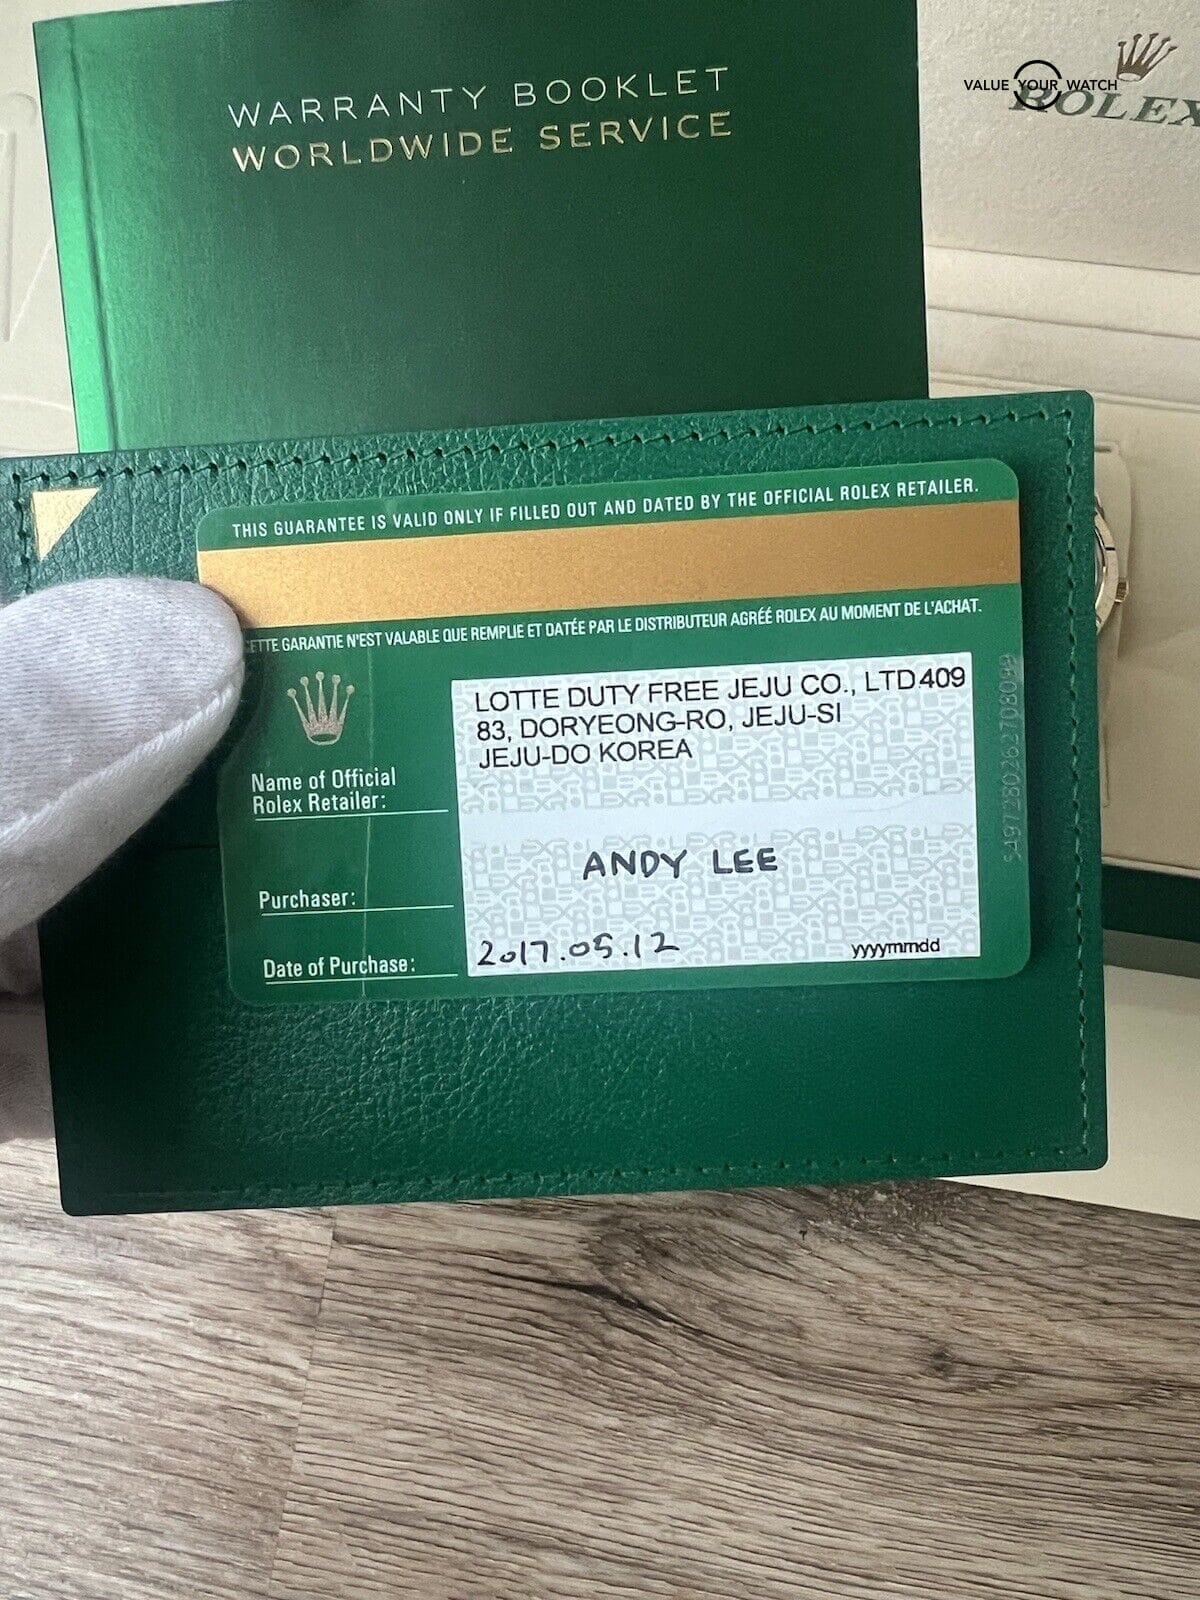 WARRANTY BOOKLET
WORLDWIDE SERVICE
VALUE YOUR WATCH
ROLEX
THIS GUARANTEE IS VALID ONLY IF FILLED OUT AND DATED BY THE OFFICIAL ROLEX RETAILER.
CETTE GARANTIE N'EST VALABLE QUE REMPLIE ET DATÉE PAR LE DISTRIBUTEUR AGRÉÉ ROLEX AU MOMENT DE L'ACHAT.
LOTTE DUTY FREE JEJU CO., LTD409
83, DORYEONG-RO, JEJU-SI
JEJU-DO KOREA
Name of Official
Rolex Retailer:
ANDY LEE
Purchaser:
2017.05.12
yyyymmdd
Date of Purchase: